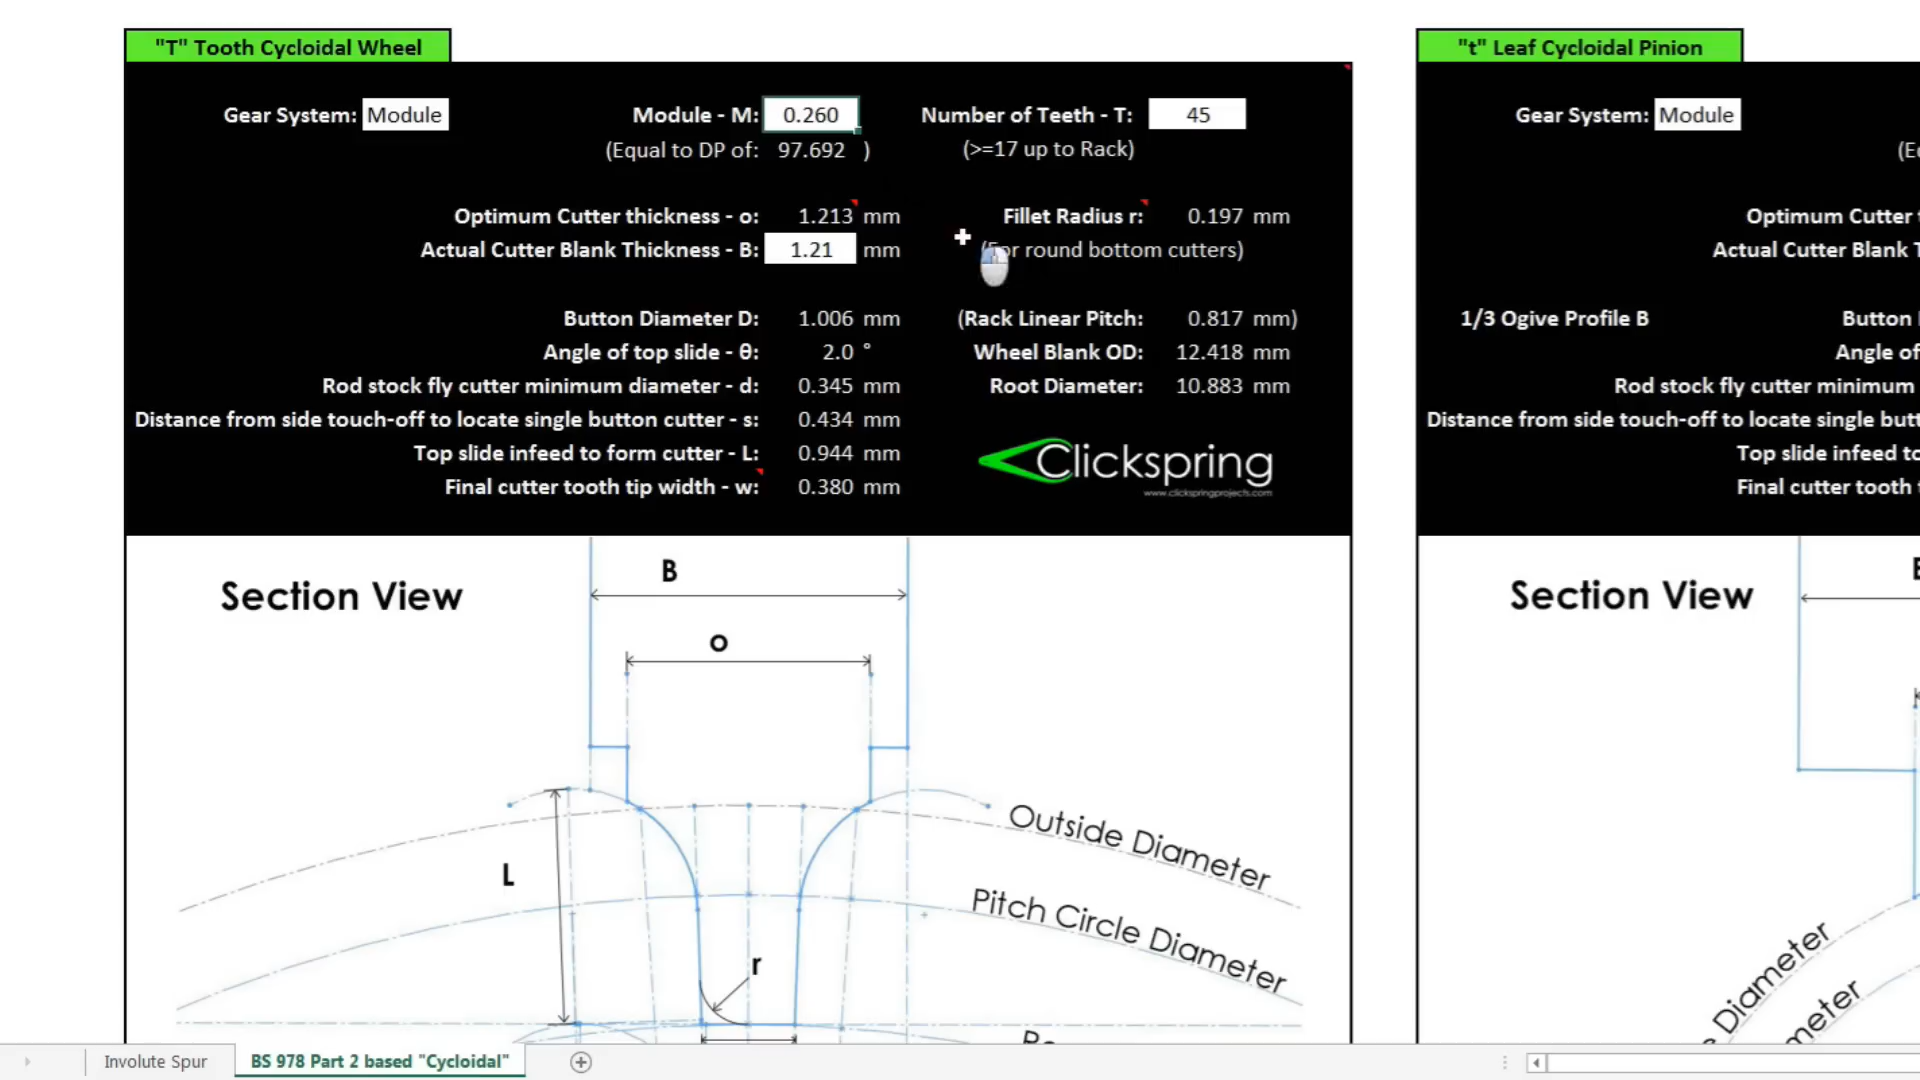 "T" Tooth Cycloidal Wheel
Gear System: Module
Module - M: 0.260
Number of Teeth - T: 45
(Equal to DP of: 97.692 )
(>=17 up to Rack)
Optimum Cutter thickness - o: 1.213 mm
Fillet Radius r: 0.197 mm
Actual Cutter Blank Thickness - B: 1.21 mm
(For round bottom cutters)
Button Diameter D: 1.006 mm
(Rack Linear Pitch: 0.817 mm)
Angle of top slide - θ: 2.0 °
Wheel Blank OD: 12.418 mm
Rod stock fly cutter minimum diameter - d: 0.345 mm
Root Diameter: 10.883 mm
Distance from side touch-off to locate single button cutter - s: 0.434 mm
Top slide infeed to form cutter - L: 0.944 mm
Final cutter tooth tip width - w: 0.380 mm
Clickspring
www.clickspringprojects.com
Section View
B
o
L
r
Outside Diameter
Pitch Circle Diameter
"t" Leaf Cycloidal Pinion
Gear System: Module
Optimum Cutter
Actual Cutter Blank
1/3 Ogive Profile B
Button
Angle of
Rod stock fly cutter minimum
Distance from side touch-off to locate single
Top slide infeed
Final cutter tooth
Section View
Diameter
Involute Spur
BS 978 Part 2 based "Cycloidal"